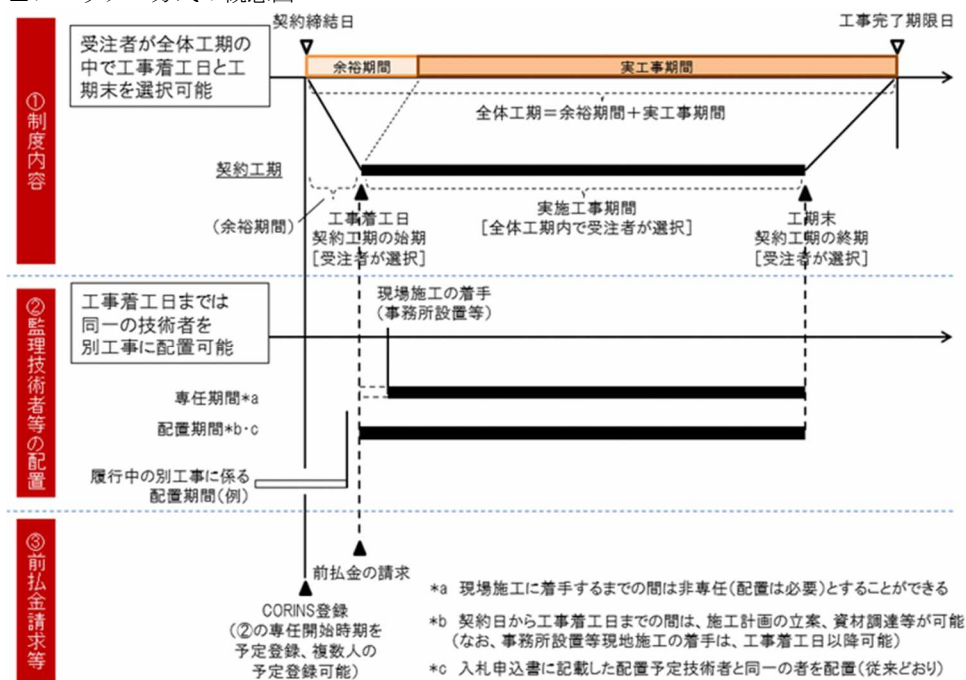 契約締結日
工事完了期限日
受注者が全体工期の
中で工事着工日と工
期末を選択可能
余裕期間
実工事期間
全体工期＝余裕期間＋実工事期間
①制度内容
契約工期
(余裕期間)
工事着工日
契約工期の始期
[受注者が選択]
実施工事期間
[全体工期内で受注者が選択]
工期末
契約工期の終期
[受注者が選択]
②監理技術者等の配置
工事着工日までは
同一の技術者を
別工事に配置可能
現場施工の着手
(事務所設置等)
専任期間*a
配置期間*b・c
履行中の別工事に係る
配置期間(例)
③前払金請求等
前払金の請求
CORINS登録
(②の専任開始時期を
予定登録、複数人の
予定登録可能)
*a 現場施工に着手するまでの間は非専任(配置は必要)とすることができる
*b 契約日から工事着工日までの間は、施工計画の立案、資材調達等が可能
(なお、事務所設置等現地施工の着手は、工事着工日以降可能)
*c 入札申込書に記載した配置予定技術者と同一の者を配置(従来どおり)